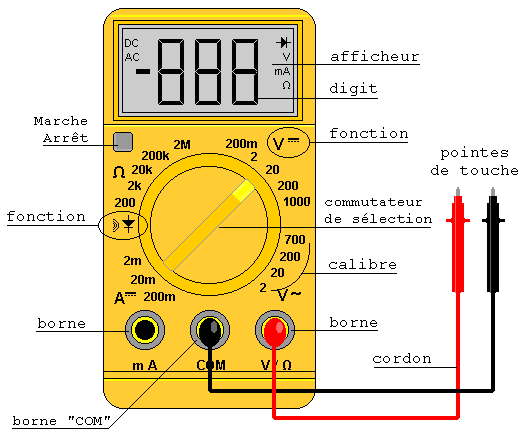 DC
AC
-888
V
mA
Ω
afficheur
digit
Marche
Arrêt
fonction
V
2M
200m
200k
2
Ω
20k
20
2k
200
200
1000
pointes
de touche
fonction
commutateur
de sélection
700
2m
200
20m
20
calibre
A
200m
2
V~
borne
borne
mA
COM
V/Ω
cordon
borne "COM"